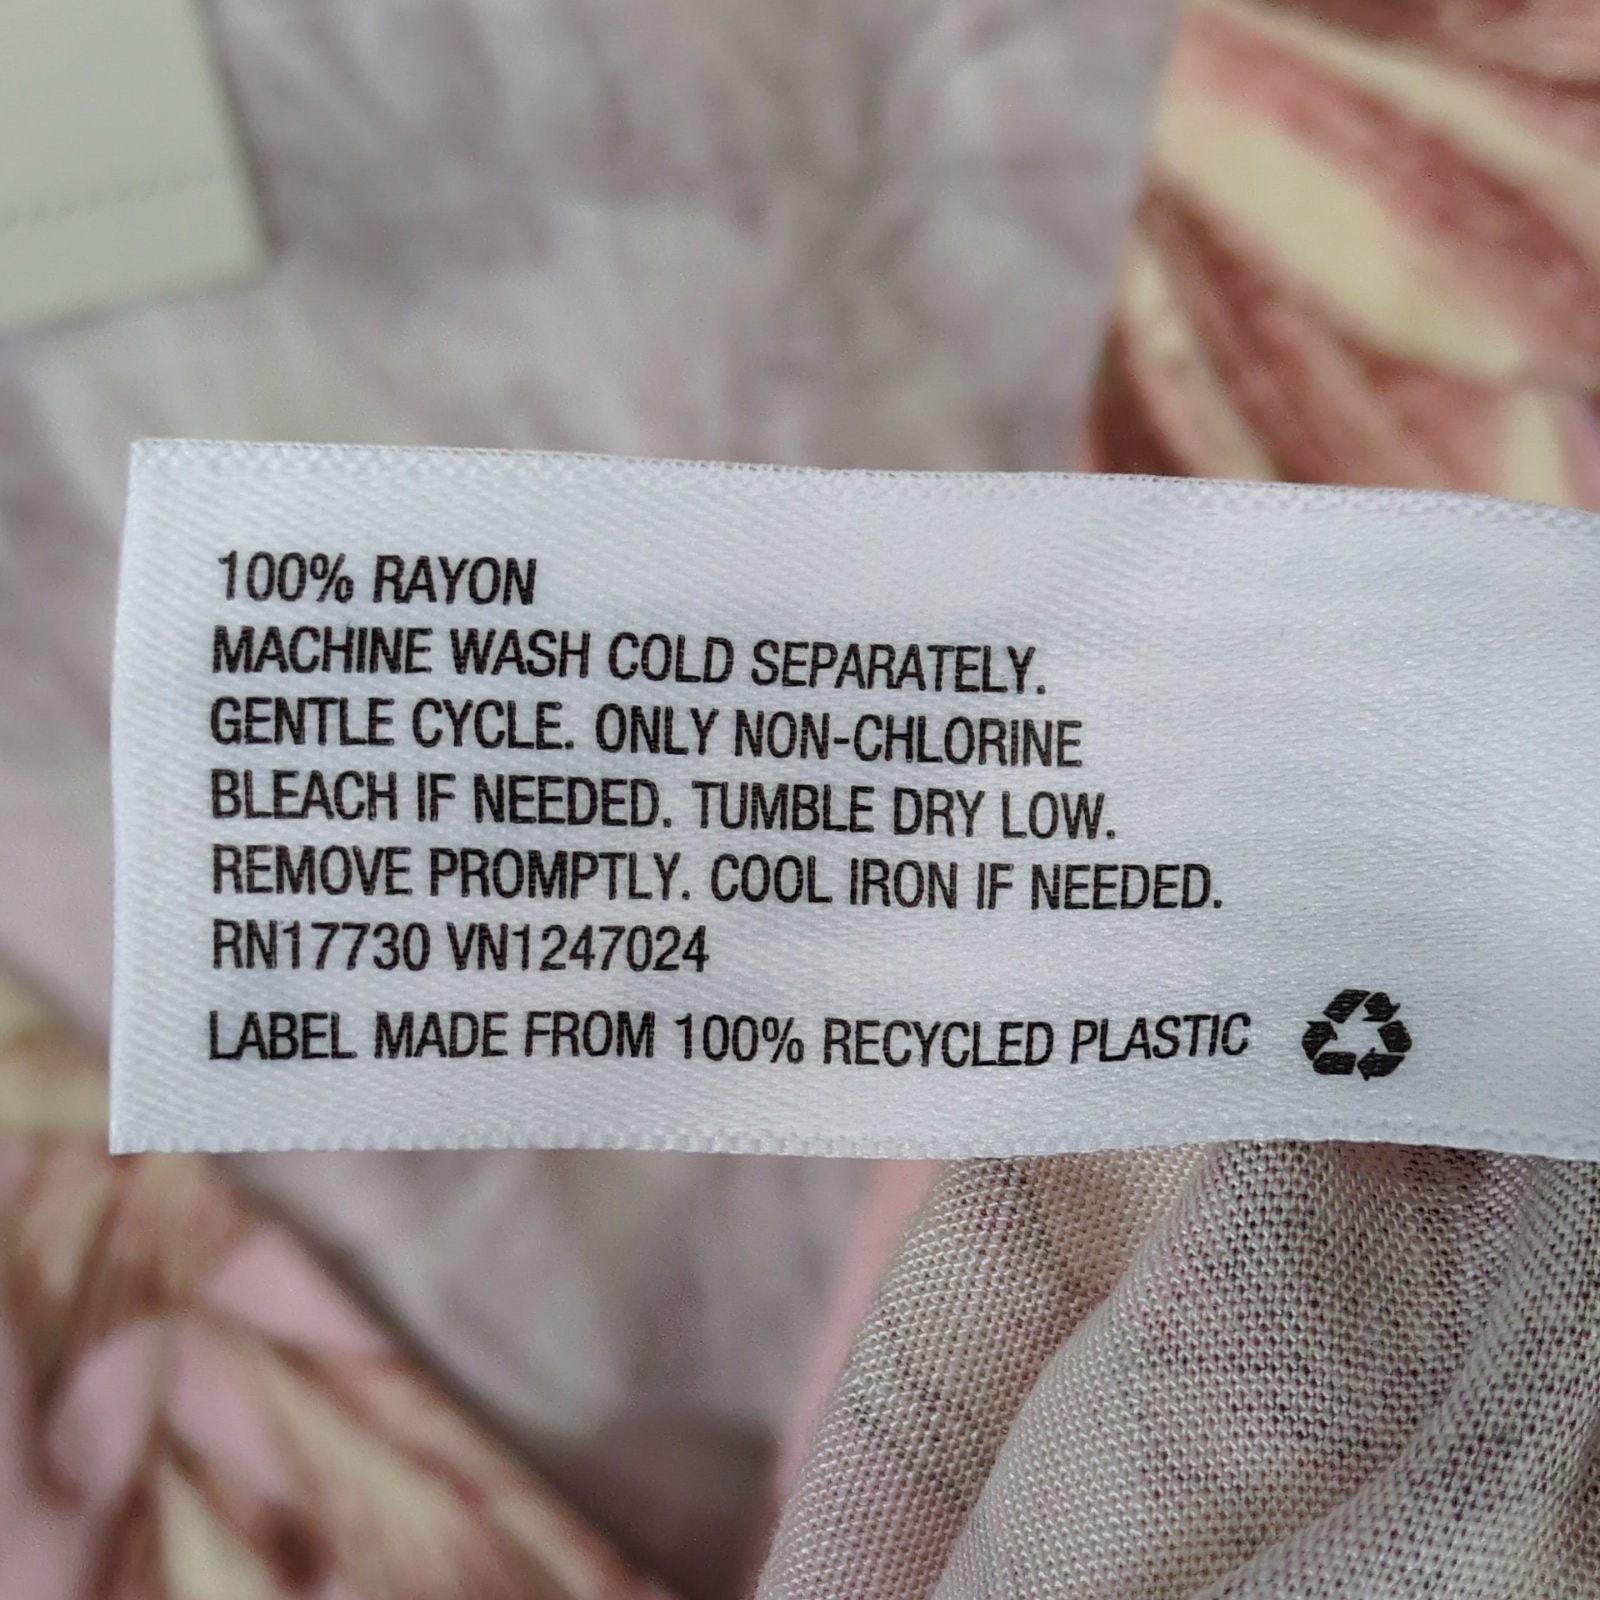 100% RAYON
MACHINE WASH COLD SEPARATELY.
GENTLE CYCLE. ONLY NON-CHLORINE
BLEACH IF NEEDED. TUMBLE DRY LOW.
REMOVE PROMPTLY. COOL IRON IF NEEDED.
RN17730 VN1247024
LABEL MADE FROM 100% RECYCLED PLASTIC